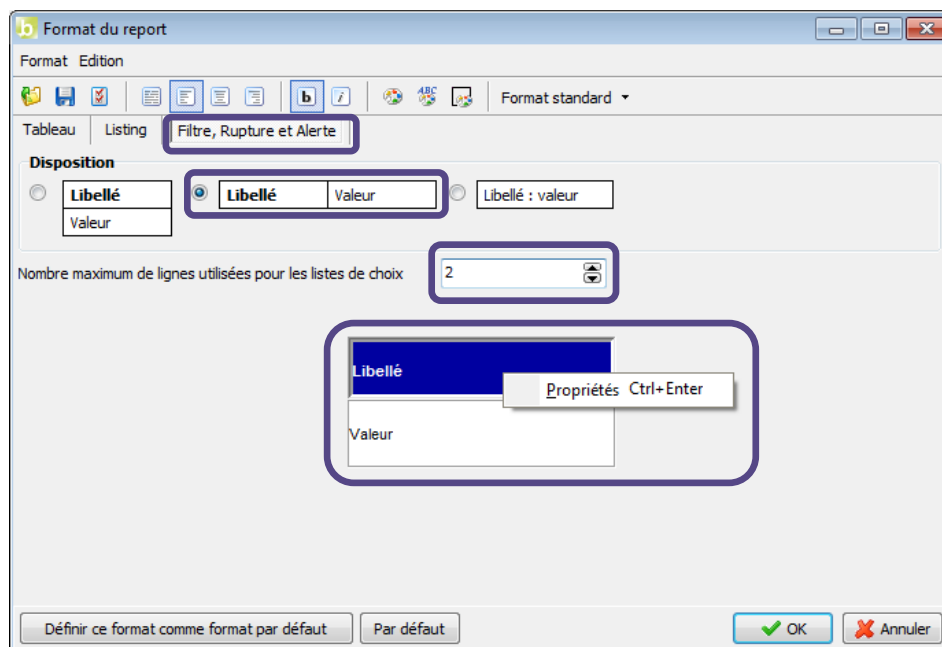 Format du report
Format Edition
b i ABC Format standard
Tableau Listing Filtre, Rupture et Alerte
Disposition
Libellé Libellé Valeur Libellé : valeur
Valeur
Nombre maximum de lignes utilisées pour les listes de choix 2
Libellé
Propriétés Ctrl+Enter
Valeur
Définir ce format comme format par défaut Par défaut OK Annuler